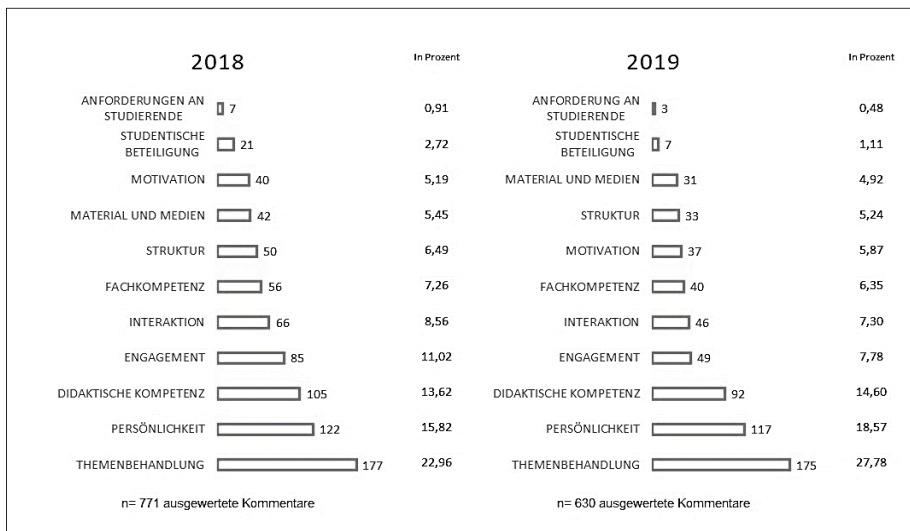 2018
In Prozent
ANFORDERUNGEN AN
STUDIERENDE
7
0,91
STUDENTISCHE
BETEILIGUNG
21
2,72
MOTIVATION
40
5,19
MATERIAL UND MEDIEN
42
5,45
STRUKTUR
50
6,49
FACHKOMPETENZ
56
7,26
INTERAKTION
66
8,56
ENGAGEMENT
85
11,02
DIDAKTISCHE KOMPETENZ
105
13,62
PERSÖNLICHKEIT
122
15,82
THEMENBEHANDLUNG
177
22,96
n= 771 ausgewertete Kommentare
2019
In Prozent
ANFORDERUNG AN
STUDIERENDE
3
0,48
STUDENTISCHE
BETEILIGUNG
7
1,11
MATERIAL UND MEDIEN
31
4,92
STRUKTUR
33
5,24
MOTIVATION
37
5,87
FACHKOMPETENZ
40
6,35
INTERAKTION
46
7,30
ENGAGEMENT
49
7,78
DIDAKTISCHE KOMPETENZ
92
14,60
PERSÖNLICHKEIT
117
18,57
THEMENBEHANDLUNG
175
27,78
n= 630 ausgewertete Kommentare